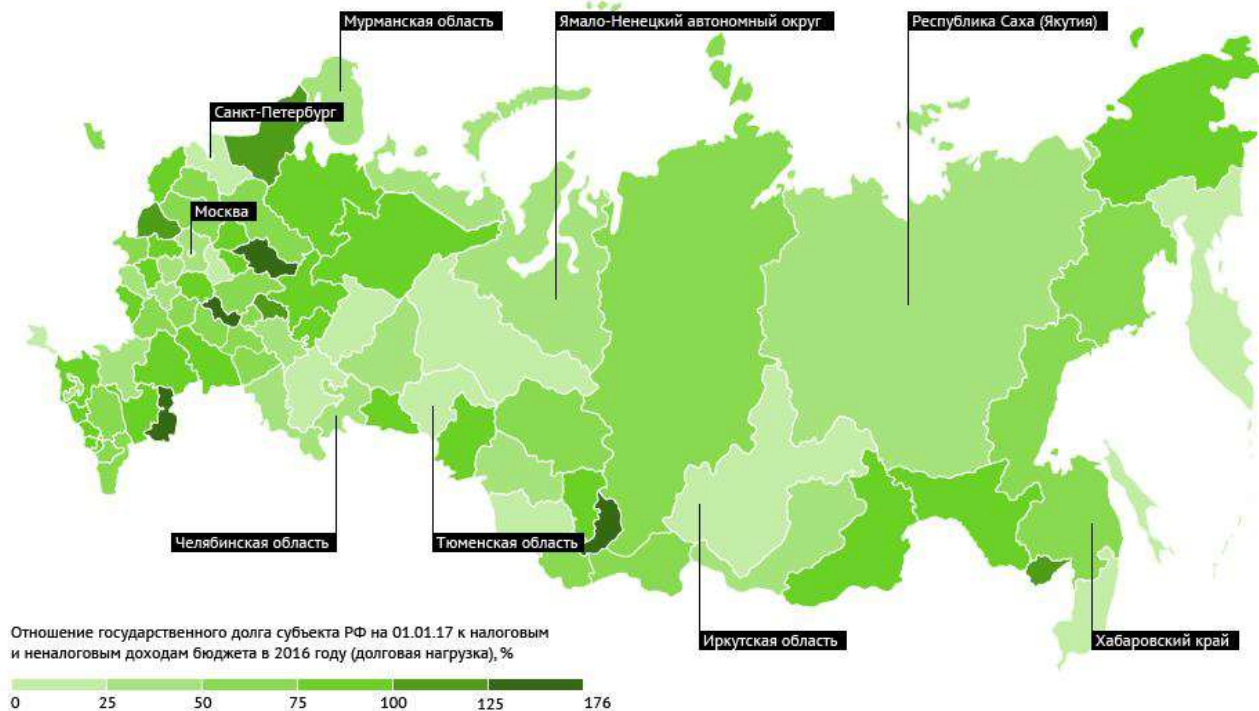 Мурманская область
Ямало-Ненецкий автономный округ
Республика Саха (Якутия)
Санкт-Петербург
Москва
Челябинская область
Тюменская область
Иркутская область
Хабаровский край
Отношение государственного долга субъекта РФ на 01.01.17 к налоговым
и неналоговым доходам бюджета в 2016 году (долговая нагрузка), %
0 25 50 75 100 125 176